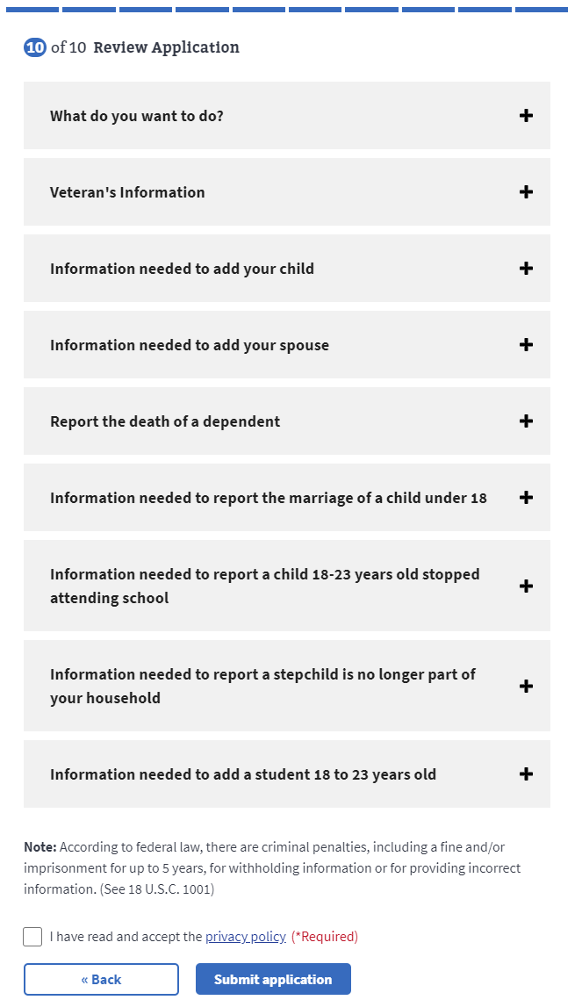 10 of 10 Review Application
What do you want to do?
Veteran's Information
Information needed to add your child
Information needed to add your spouse
Report the death of a dependent
Information needed to report the marriage of a child under 18
Information needed to report a child 18-23 years old stopped
attending school
Information needed to report a stepchild is no longer part of
your household
Information needed to add a student 18 to 23 years old
Note: According to federal law, there are criminal penalties, including a fine and/or
imprisonment for up to 5 years, for withholding information or for providing incorrect
information. (See 18 U.S.C. 1001)
I have read and accept the privacy policy (*Required)
« Back
Submit application